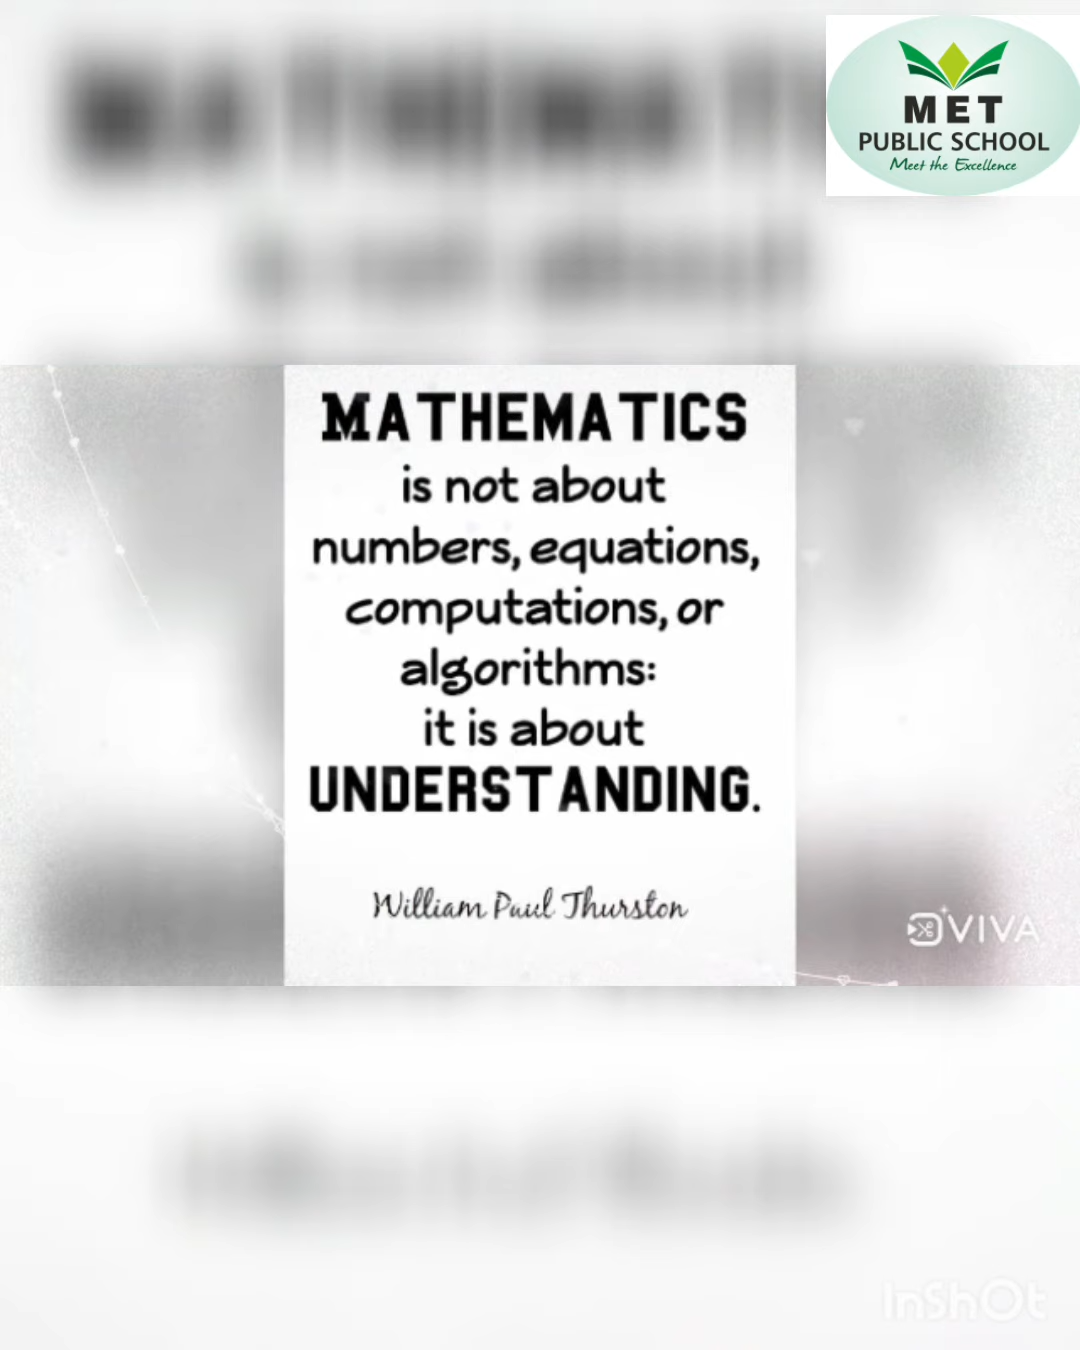 MET
PUBLIC SCHOOL
Meet the Excellence
MATHEMATICS
is not about
numbers, equations,
computations, or
algorithms:
it is about
UNDERSTANDING.
William Paul Thurston
VIVA
InShOt